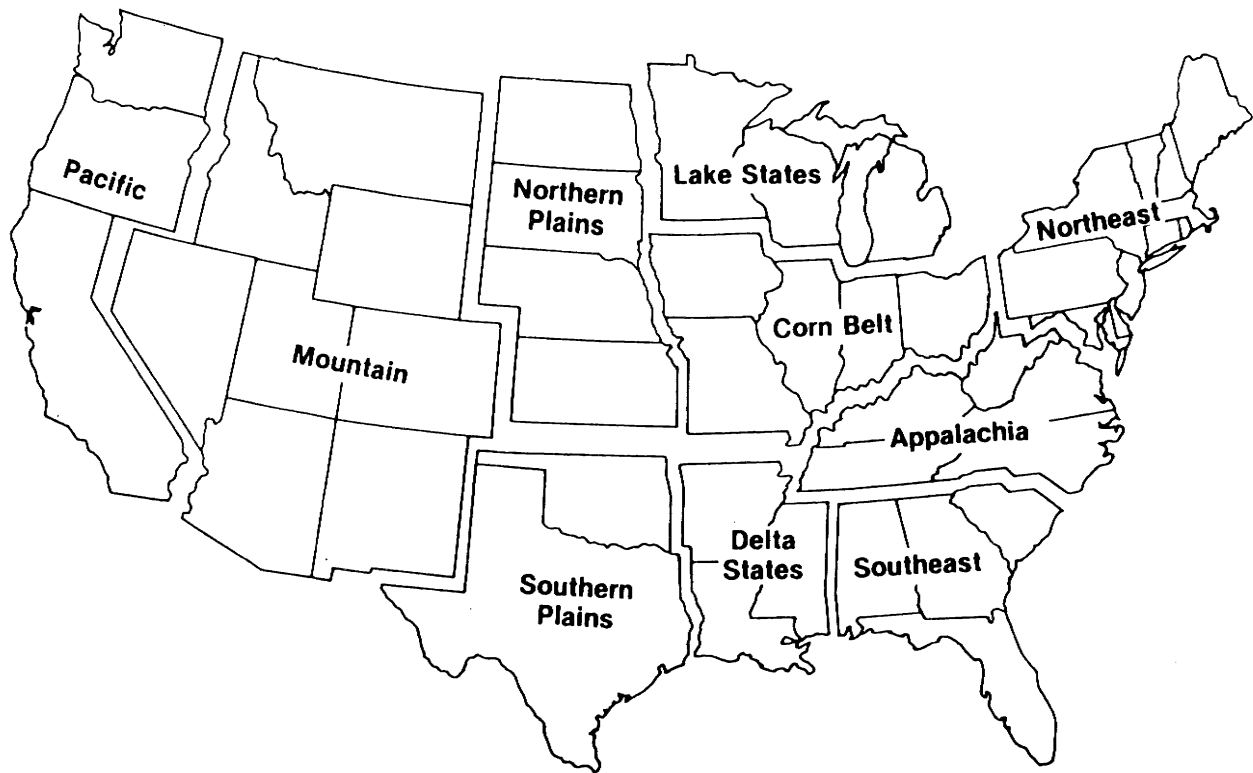 Pacific
Northern
Plains
Lake States
Northeast
Corn Belt
Mountain
Appalachia
Delta
States
Southeast
Southern
Plains